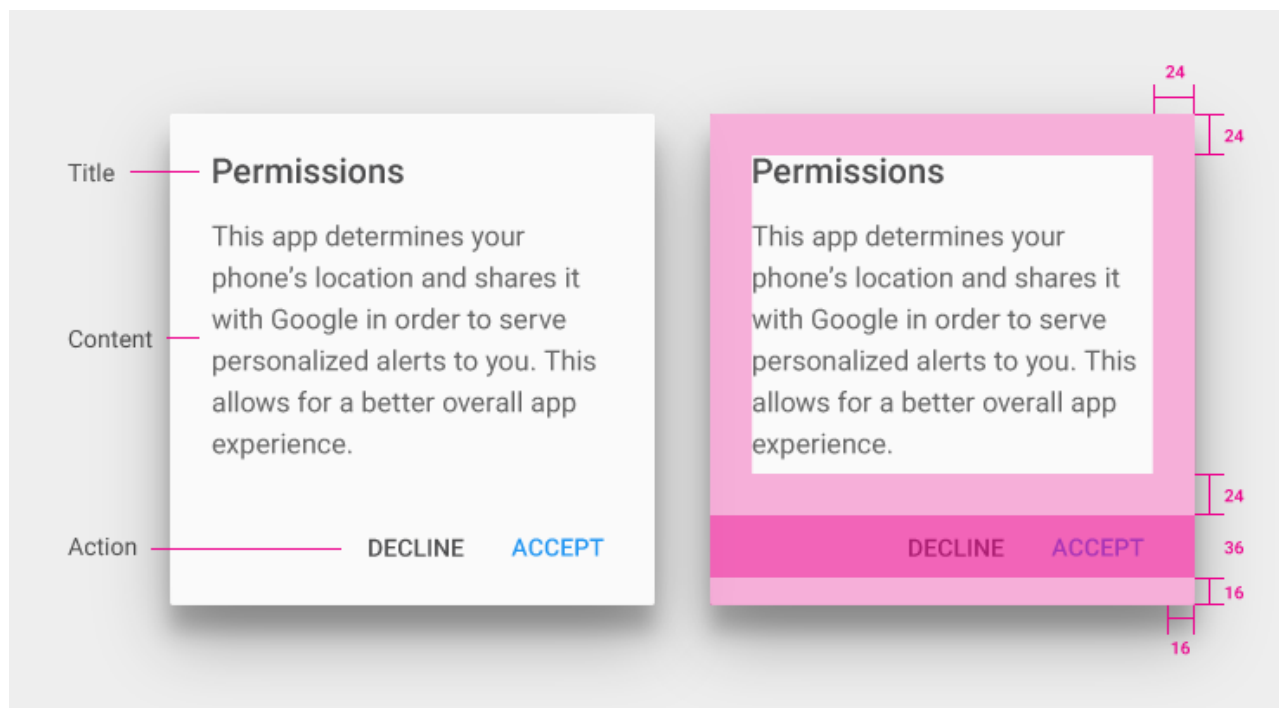 Title
Permissions
This app determines your
phone’s location and shares it
with Google in order to serve
personalized alerts to you. This
allows for a better overall app
experience.
Content
Action
DECLINE ACCEPT
24
24
Permissions
This app determines your
phone’s location and shares it
with Google in order to serve
personalized alerts to you. This
allows for a better overall app
experience.
24
DECLINE ACCEPT
36
16
16